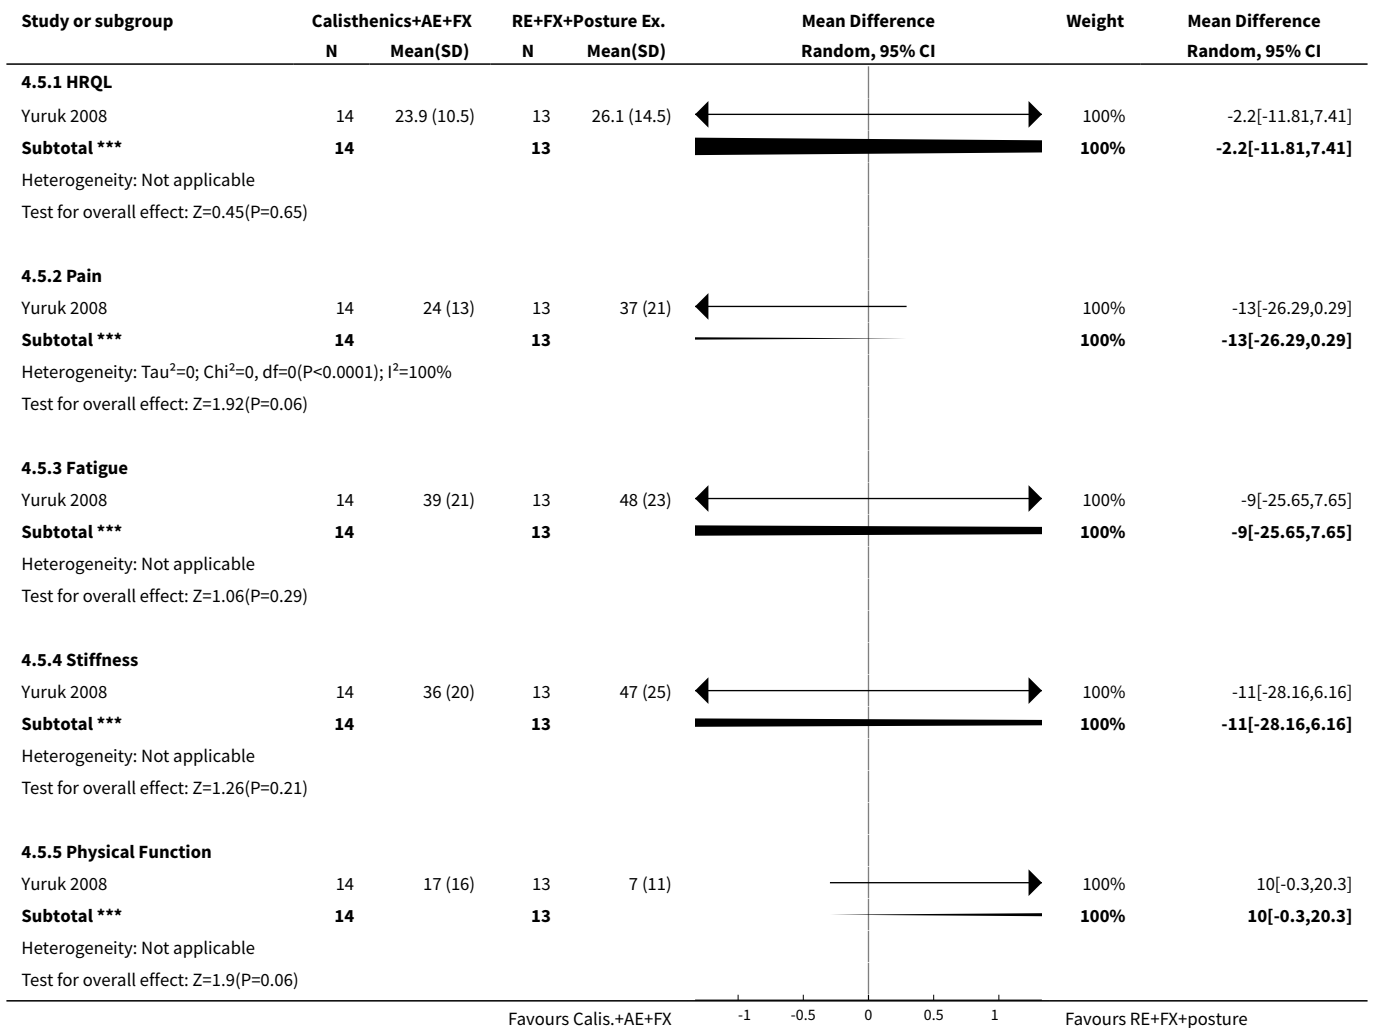 Study or subgroup Calisthenics+AE+FX RE+FX+Posture Ex. Mean Difference Weight Mean Difference
N Mean(SD) N Mean(SD) Random, 95% CI Random, 95% CI
4.5.1 HRQL
Yuruk 2008 14 23.9 (10.5) 13 26.1 (14.5) 100% -2.2[-11.81,7.41]
Subtotal *** 14 13 100% -2.2[-11.81,7.41]
Heterogeneity: Not applicable
Test for overall effect: Z=0.45(P=0.65)
4.5.2 Pain
Yuruk 2008 14 24 (13) 13 37 (21) 100% -13[-26.29,0.29]
Subtotal *** 14 13 100% -13[-26.29,0.29]
Heterogeneity: Tau²=0; Chi²=0, df=0(P<0.0001); I²=100%
Test for overall effect: Z=1.92(P=0.06)
4.5.3 Fatigue
Yuruk 2008 14 39 (21) 13 48 (23) 100% -9[-25.65,7.65]
Subtotal *** 14 13 100% -9[-25.65,7.65]
Heterogeneity: Not applicable
Test for overall effect: Z=1.06(P=0.29)
4.5.4 Stiffness
Yuruk 2008 14 36 (20) 13 47 (25) 100% -11[-28.16,6.16]
Subtotal *** 14 13 100% -11[-28.16,6.16]
Heterogeneity: Not applicable
Test for overall effect: Z=1.26(P=0.21)
4.5.5 Physical Function
Yuruk 2008 14 17 (16) 13 7 (11) 100% 10[-0.3,20.3]
Subtotal *** 14 13 100% 10[-0.3,20.3]
Heterogeneity: Not applicable
Test for overall effect: Z=1.9(P=0.06)
Favours Calis.+AE+FX -1 -0.5 0 0.5 1 Favours RE+FX+posture